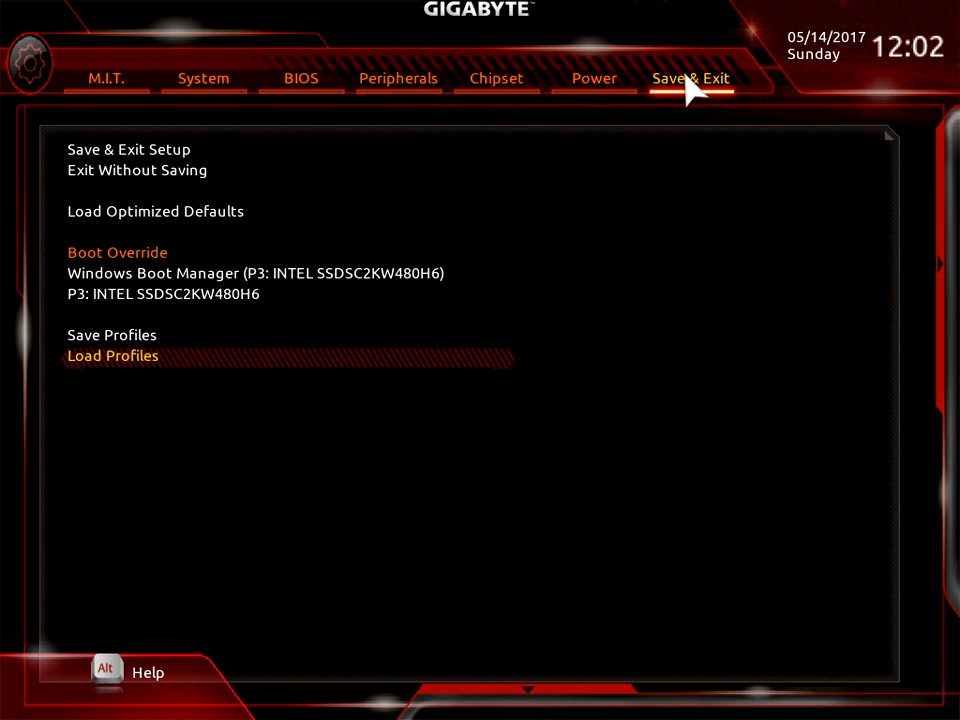 GIGABYTE™
05/14/2017
Sunday
12:02
M.I.T.
System
BIOS
Peripherals
Chipset
Power
Save & Exit
Save & Exit Setup
Exit Without Saving
Load Optimized Defaults
Boot Override
Windows Boot Manager (P3: INTEL SSDSC2KW480H6)
P3: INTEL SSDSC2KW480H6
Save Profiles
Load Profiles
Alt Help